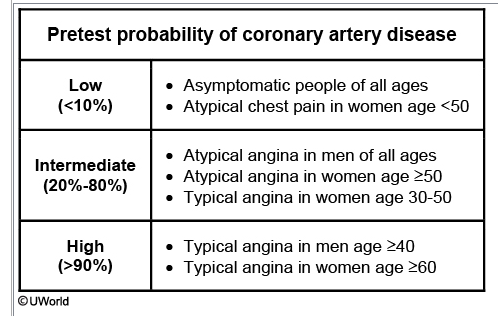 Pretest probability of coronary artery disease
Low
(<10%)
• Asymptomatic people of all ages
• Atypical chest pain in women age <50
Intermediate
(20%-80%)
• Atypical angina in men of all ages
• Atypical angina in women age ≥50
• Typical angina in women age 30-50
High
(>90%)
• Typical angina in men age ≥40
• Typical angina in women age ≥60
©UWorld